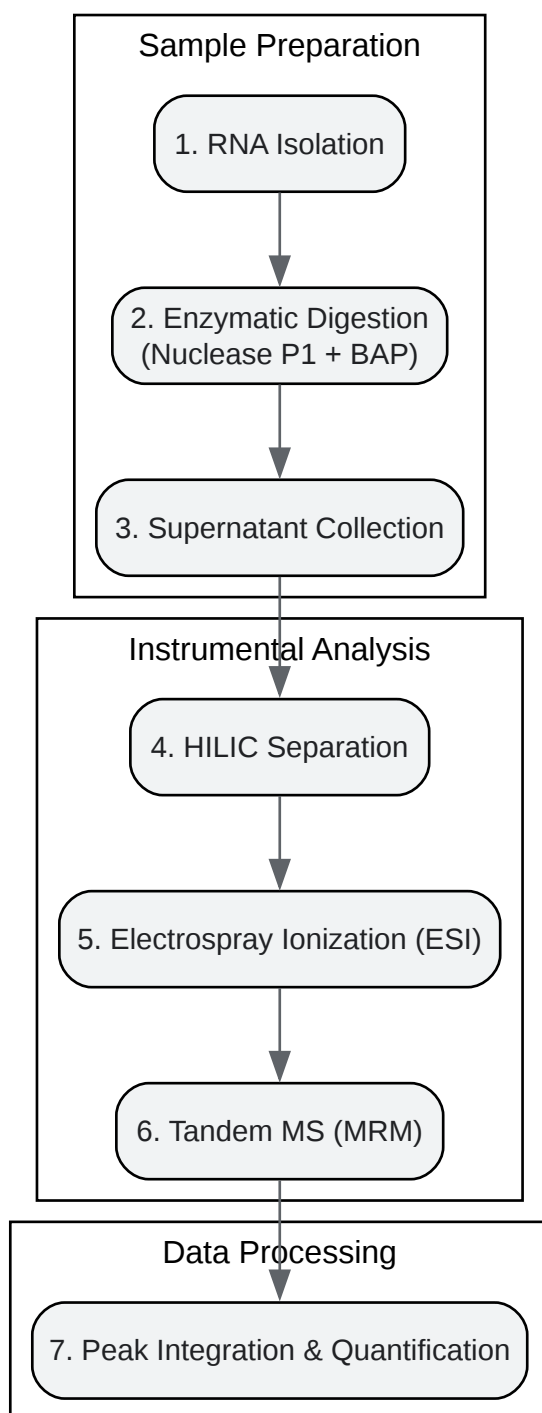 Sample Preparation
1. RNA Isolation
2. Enzymatic Digestion
(Nuclease P1 + BAP)
3. Supernatant Collection
Instrumental Analysis
4. HILIC Separation
5. Electrospray Ionization (ESI)
6. Tandem MS (MRM)
Data Processing
7. Peak Integration & Quantification